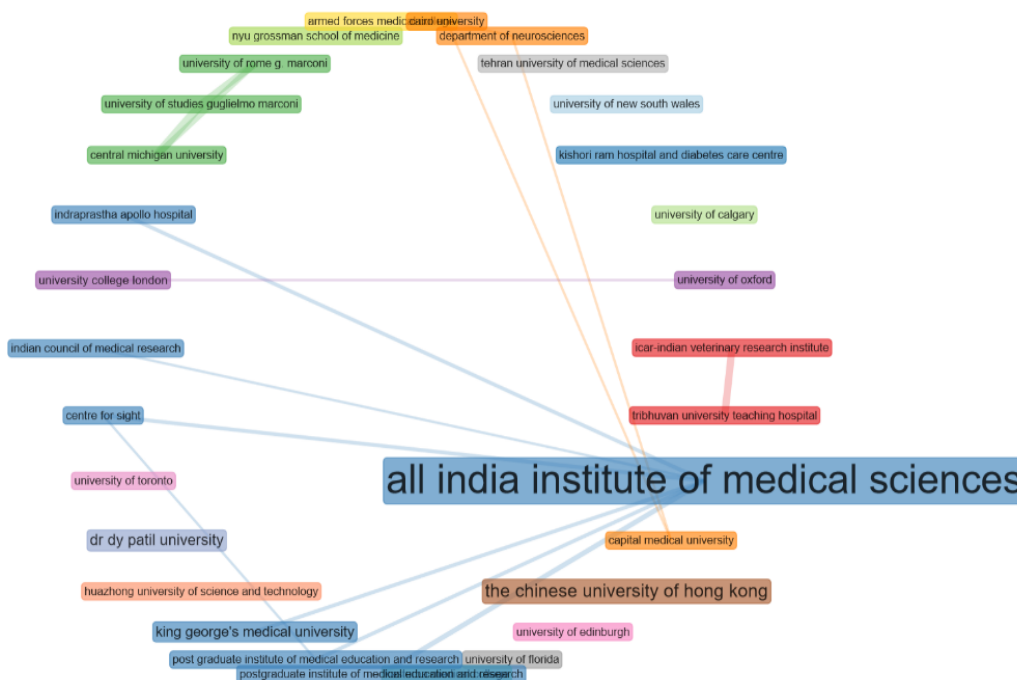 armed forces medical
cairo university
nyu grossman school of medicine
department of neurosciences
university of rome g. marconi
tehran university of medical sciences
university of studies guglielmo marconi
university of new south wales
central michigan university
kishori ram hospital and diabetes care centre
indraprastha apollo hospital
university of calgary
university college london
university of oxford
indian council of medical research
icar-indian veterinary research institute
centre for sight
tribhuvan university teaching hospital
university of toronto
all india institute of medical sciences
dr dy patil university
capital medical university
huazhong university of science and technology
the chinese university of hong kong
king george's medical university
university of edinburgh
post graduate institute of medical education and research
university of florida
postgraduate institute of medical education and research